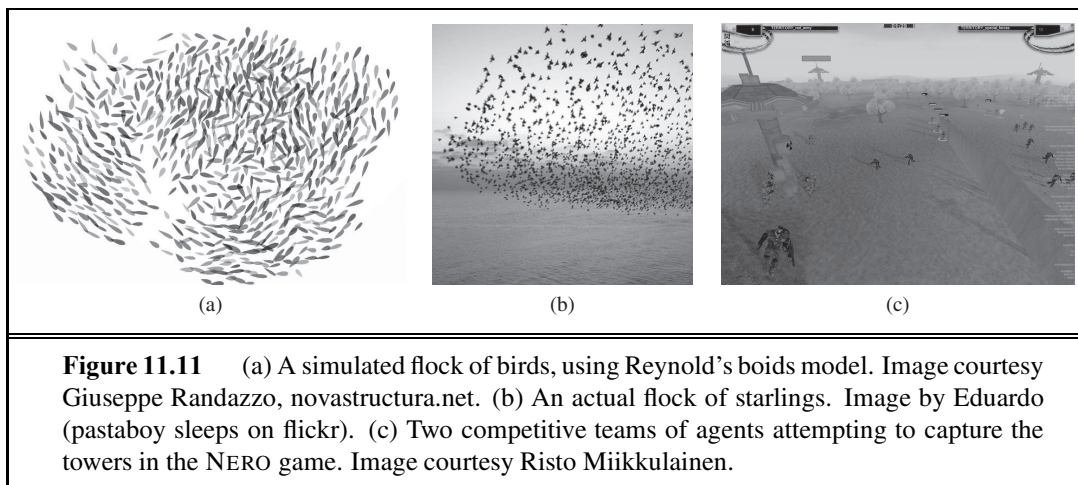 04:25
(a)
(b)
(c)
Figure 11.11 (a) A simulated flock of birds, using Reynold's boids model. Image courtesy
Giuseppe Randazzo, novastructura.net. (b) An actual flock of starlings. Image by Eduardo
(pastaboy sleeps on flickr). (c) Two competitive teams of agents attempting to capture the
towers in the NERO game. Image courtesy Risto Miikkulainen.